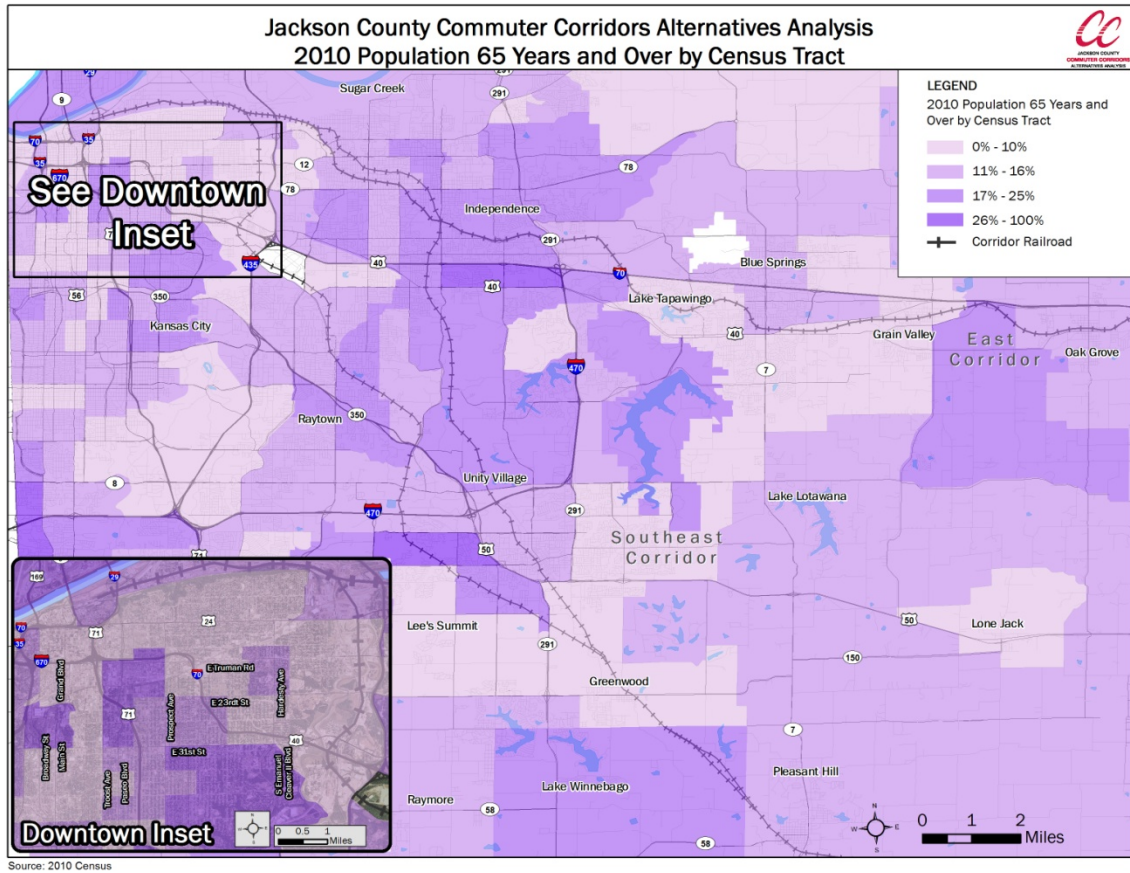 Jackson County Commuter Corridors Alternatives Analysis
2010 Population 65 Years and Over by Census Tract
CC
JACKSON COUNTY
COMMUTER CORRIDORS
ALTERNATIVES ANALYSIS
LEGEND
2010 Population 65 Years and
Over by Census Tract
0% - 10%
11% - 16%
17% - 25%
26% - 100%
Corridor Railroad
29
9
291
Sugar Creek
291
70
35
35
670
12
78
78
See Downtown
Inset
Independence
291
435
40
40
70
Blue Springs
56
350
Kansas City
Lake Tapawingo
40
Grain Valley
East
Corridor
Oak Grove
470
7
Raytown
350
8
Unity Village
470
291
Lake Lotawana
71
50
Southeast
Corridor
Lee's Summit
291
50
Lone Jack
150
Greenwood
7
Lake Winnebago
Pleasant Hill
Raymore
58
58
N
W
E
S
0 1 2
Miles
169
29
70
35
71
24
670
Grand Blvd
E Truman Rd
70
Hardesty Ave
E 23rdt St
Prospect Ave
71
Broadway St
Main St
E 31st St
40
Troost Ave
Paseo Blvd
S Emanuel
Cleaver II Blvd
0 0.5 1
Miles
Downtown Inset
Source: 2010 Census